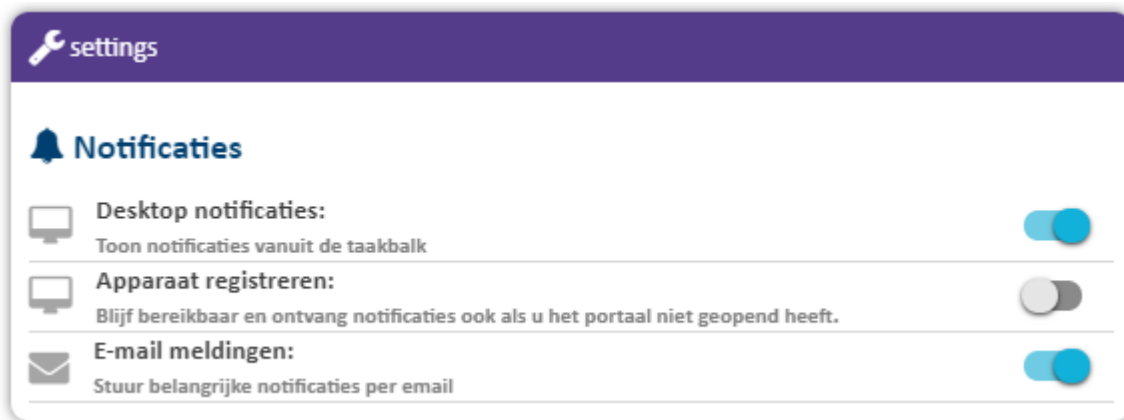 settings
Notificaties
Desktop notificaties:
Toon notificaties vanuit de taakbalk
Apparaat registreren:
Blijf bereikbaar en ontvang notificaties ook als u het portaal niet geopend heeft.
E-mail meldingen:
Stuur belangrijke notificaties per email